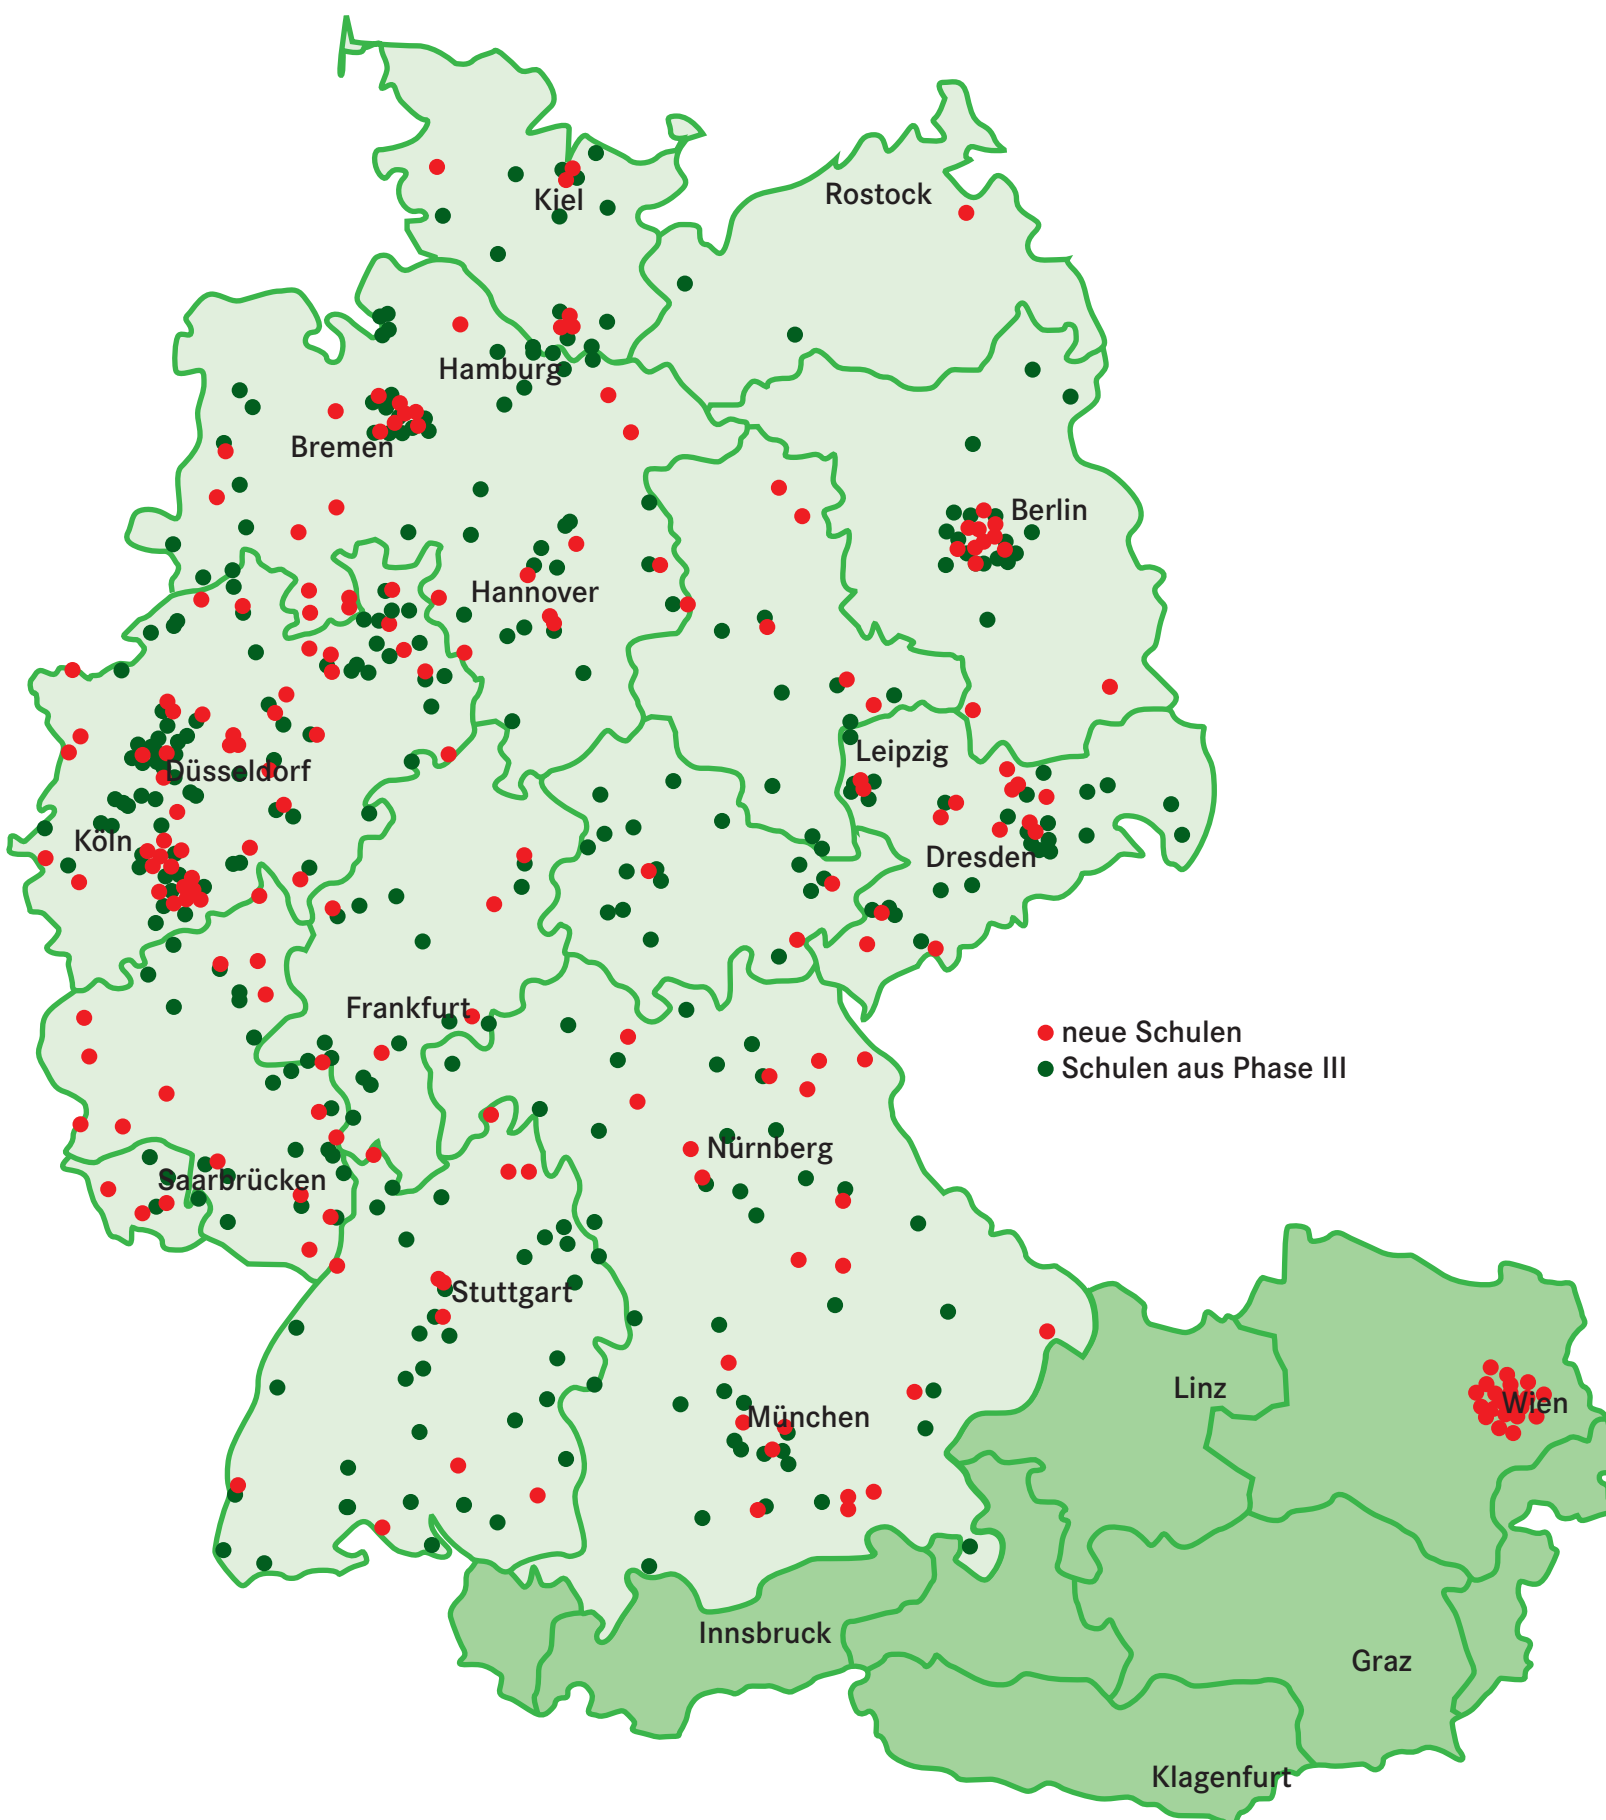 Kiel
Rostock
Hamburg
Bremen
Berlin
Hannover
Leipzig
Düsseldorf
Köln
Dresden
Frankfurt
neue Schulen
Schulen aus Phase III
Nürnberg
Saarbrücken
Stuttgart
Linz
Wien
München
Innsbruck
Graz
Klagenfurt